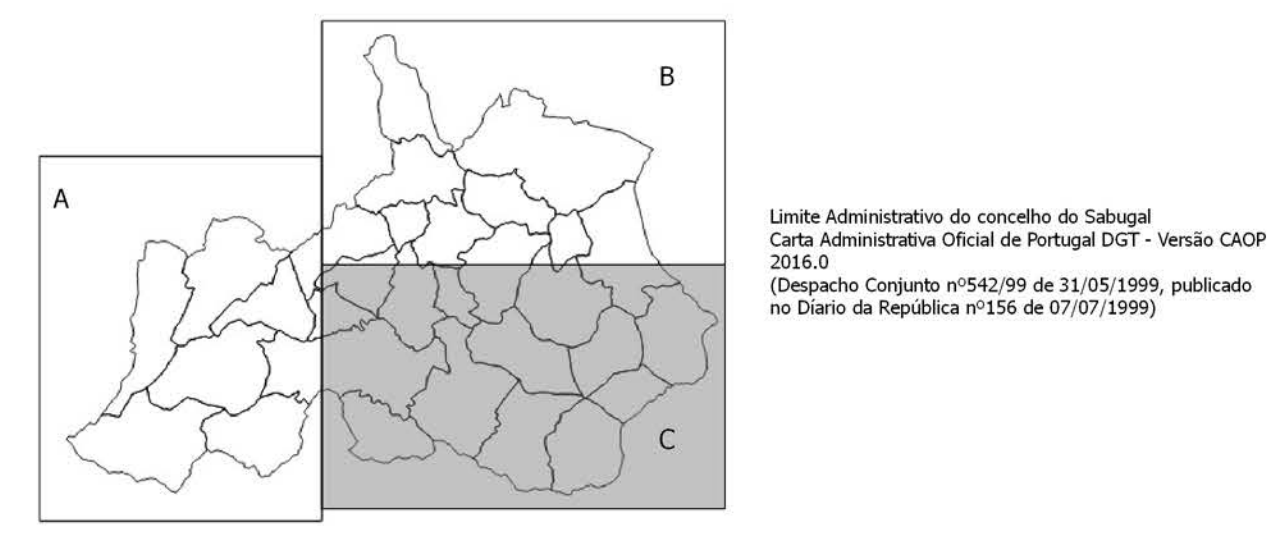 B
A
Limite Administrativo do concelho do Sabugal
Carta Administrativa Oficial de Portugal DGT - Versão CAOP
2016.0
(Despacho Conjunto nº542/99 de 31/05/1999, publicado
no Díario da República nº156 de 07/07/1999)
C